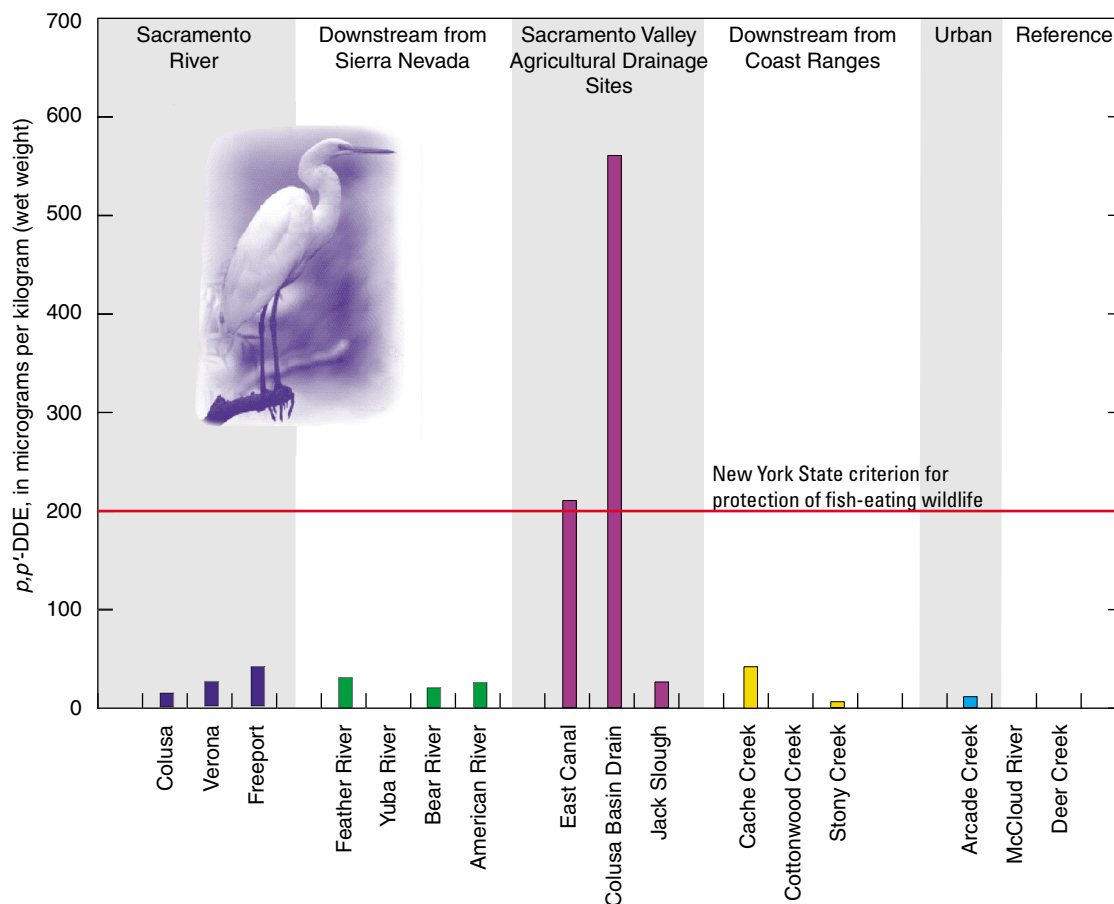 Sacramento
River
Downstream from
Sierra Nevada
Sacramento Valley
Agricultural Drainage
Sites
Downstream from
Coast Ranges
Urban
Reference
p,p'-DDE, in micrograms per kilogram (wet weight)
700
600
500
400
300
200
100
0
New York State criterion for
protection of fish-eating wildlife
Colusa
Verona
Freeport
Feather River
Yuba River
Bear River
American River
East Canal
Colusa Basin Drain
Jack Slough
Cache Creek
Cottonwood Creek
Stony Creek
Arcade Creek
McCloud River
Deer Creek